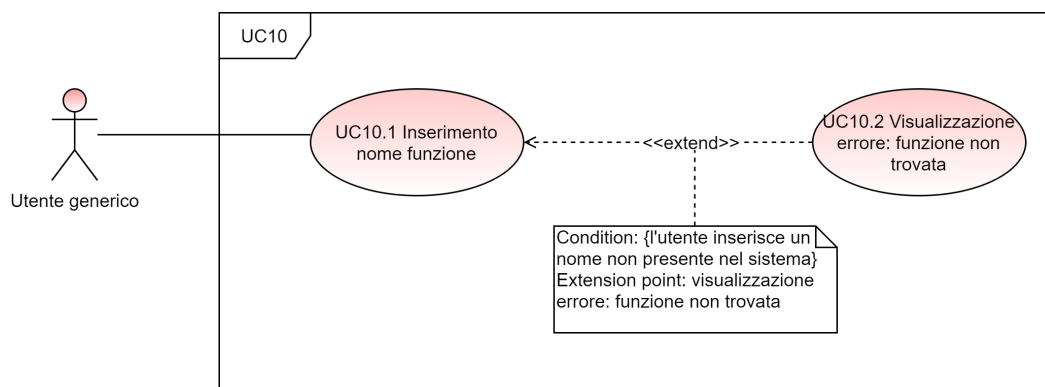 UC10
UC10.1 Inserimento
nome funzione
<<extend>>
UC10.2 Visualizzazione
errore: funzione non
trovata
Utente generico
Condition: {l'utente inserisce un
nome non presente nel sistema}
Extension point: visualizzazione
errore: funzione non trovata